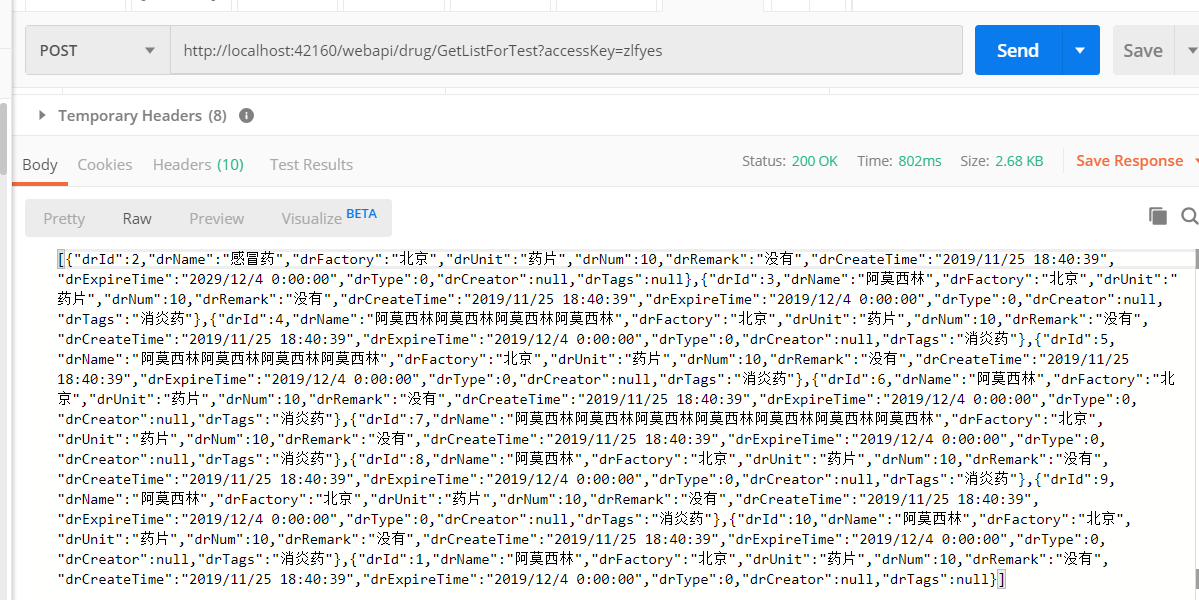 POST
http://localhost:42160/webapi/drug/GetListForTest?accessKey=zlfyes
Send
Save
Temporary Headers (8)
Body Cookies Headers (10) Test Results
Status: 200 OK Time: 802ms Size: 2.68 KB Save Response
Pretty Raw Preview Visualize BETA
[{"drId":2,"drName":"感冒药","drFactory":"北京","drUnit":"药片","drNum":10,"drRemark":"没有","drCreateTime":"2019/11/25 18:40:39",
"drExpireTime":"2029/12/4 0:00:00","drType":0,"drCreator":null,"drTags":null},{"drId":3,"drName":"阿莫西林","drFactory":"北京","drUnit":"
药片","drNum":10,"drRemark":"没有","drCreateTime":"2019/11/25 18:40:39","drExpireTime":"2019/12/4 0:00:00","drType":0,"drCreator":null,
"drTags":"消炎药"},{"drId":4,"drName":"阿莫西林阿莫西林阿莫西林阿莫西林","drFactory":"北京","drUnit":"药片","drNum":10,"drRemark":"没有",
"drCreateTime":"2019/11/25 18:40:39","drExpireTime":"2019/12/4 0:00:00","drType":0,"drCreator":null,"drTags":"消炎药"},{"drId":5,
"drName":"阿莫西林阿莫西林阿莫西林阿莫西林","drFactory":"北京","drUnit":"药片","drNum":10,"drRemark":"没有","drCreateTime":"2019/11/25
18:40:39","drExpireTime":"2019/12/4 0:00:00","drType":0,"drCreator":null,"drTags":"消炎药"},{"drId":6,"drName":"阿莫西林","drFactory":"北
京","drUnit":"药片","drNum":10,"drRemark":"没有","drCreateTime":"2019/11/25 18:40:39","drExpireTime":"2019/12/4 0:00:00","drType":0,
"drCreator":null,"drTags":"消炎药"},{"drId":7,"drName":"阿莫西林阿莫西林阿莫西林阿莫西林阿莫西林阿莫西林阿莫西林","drFactory":"北京",
"drUnit":"药片","drNum":10,"drRemark":"没有","drCreateTime":"2019/11/25 18:40:39","drExpireTime":"2019/12/4 0:00:00","drType":0,
"drCreator":null,"drTags":"消炎药"},{"drId":8,"drName":"阿莫西林","drFactory":"北京","drUnit":"药片","drNum":10,"drRemark":"没有",
"drCreateTime":"2019/11/25 18:40:39","drExpireTime":"2019/12/4 0:00:00","drType":0,"drCreator":null,"drTags":"消炎药"},{"drId":9,
"drName":"阿莫西林","drFactory":"北京","drUnit":"药片","drNum":10,"drRemark":"没有","drCreateTime":"2019/11/25 18:40:39",
"drExpireTime":"2019/12/4 0:00:00","drType":0,"drCreator":null,"drTags":"消炎药"},{"drId":10,"drName":"阿莫西林","drFactory":"北京",
"drUnit":"药片","drNum":10,"drRemark":"没有","drCreateTime":"2019/11/25 18:40:39","drExpireTime":"2019/12/4 0:00:00","drType":0,
"drCreator":null,"drTags":"消炎药"},{"drId":1,"drName":"阿莫西林","drFactory":"北京","drUnit":"药片","drNum":10,"drRemark":"没有",
"drCreateTime":"2019/11/25 18:40:39","drExpireTime":"2019/12/4 0:00:00","drType":0,"drCreator":null,"drTags":null}]